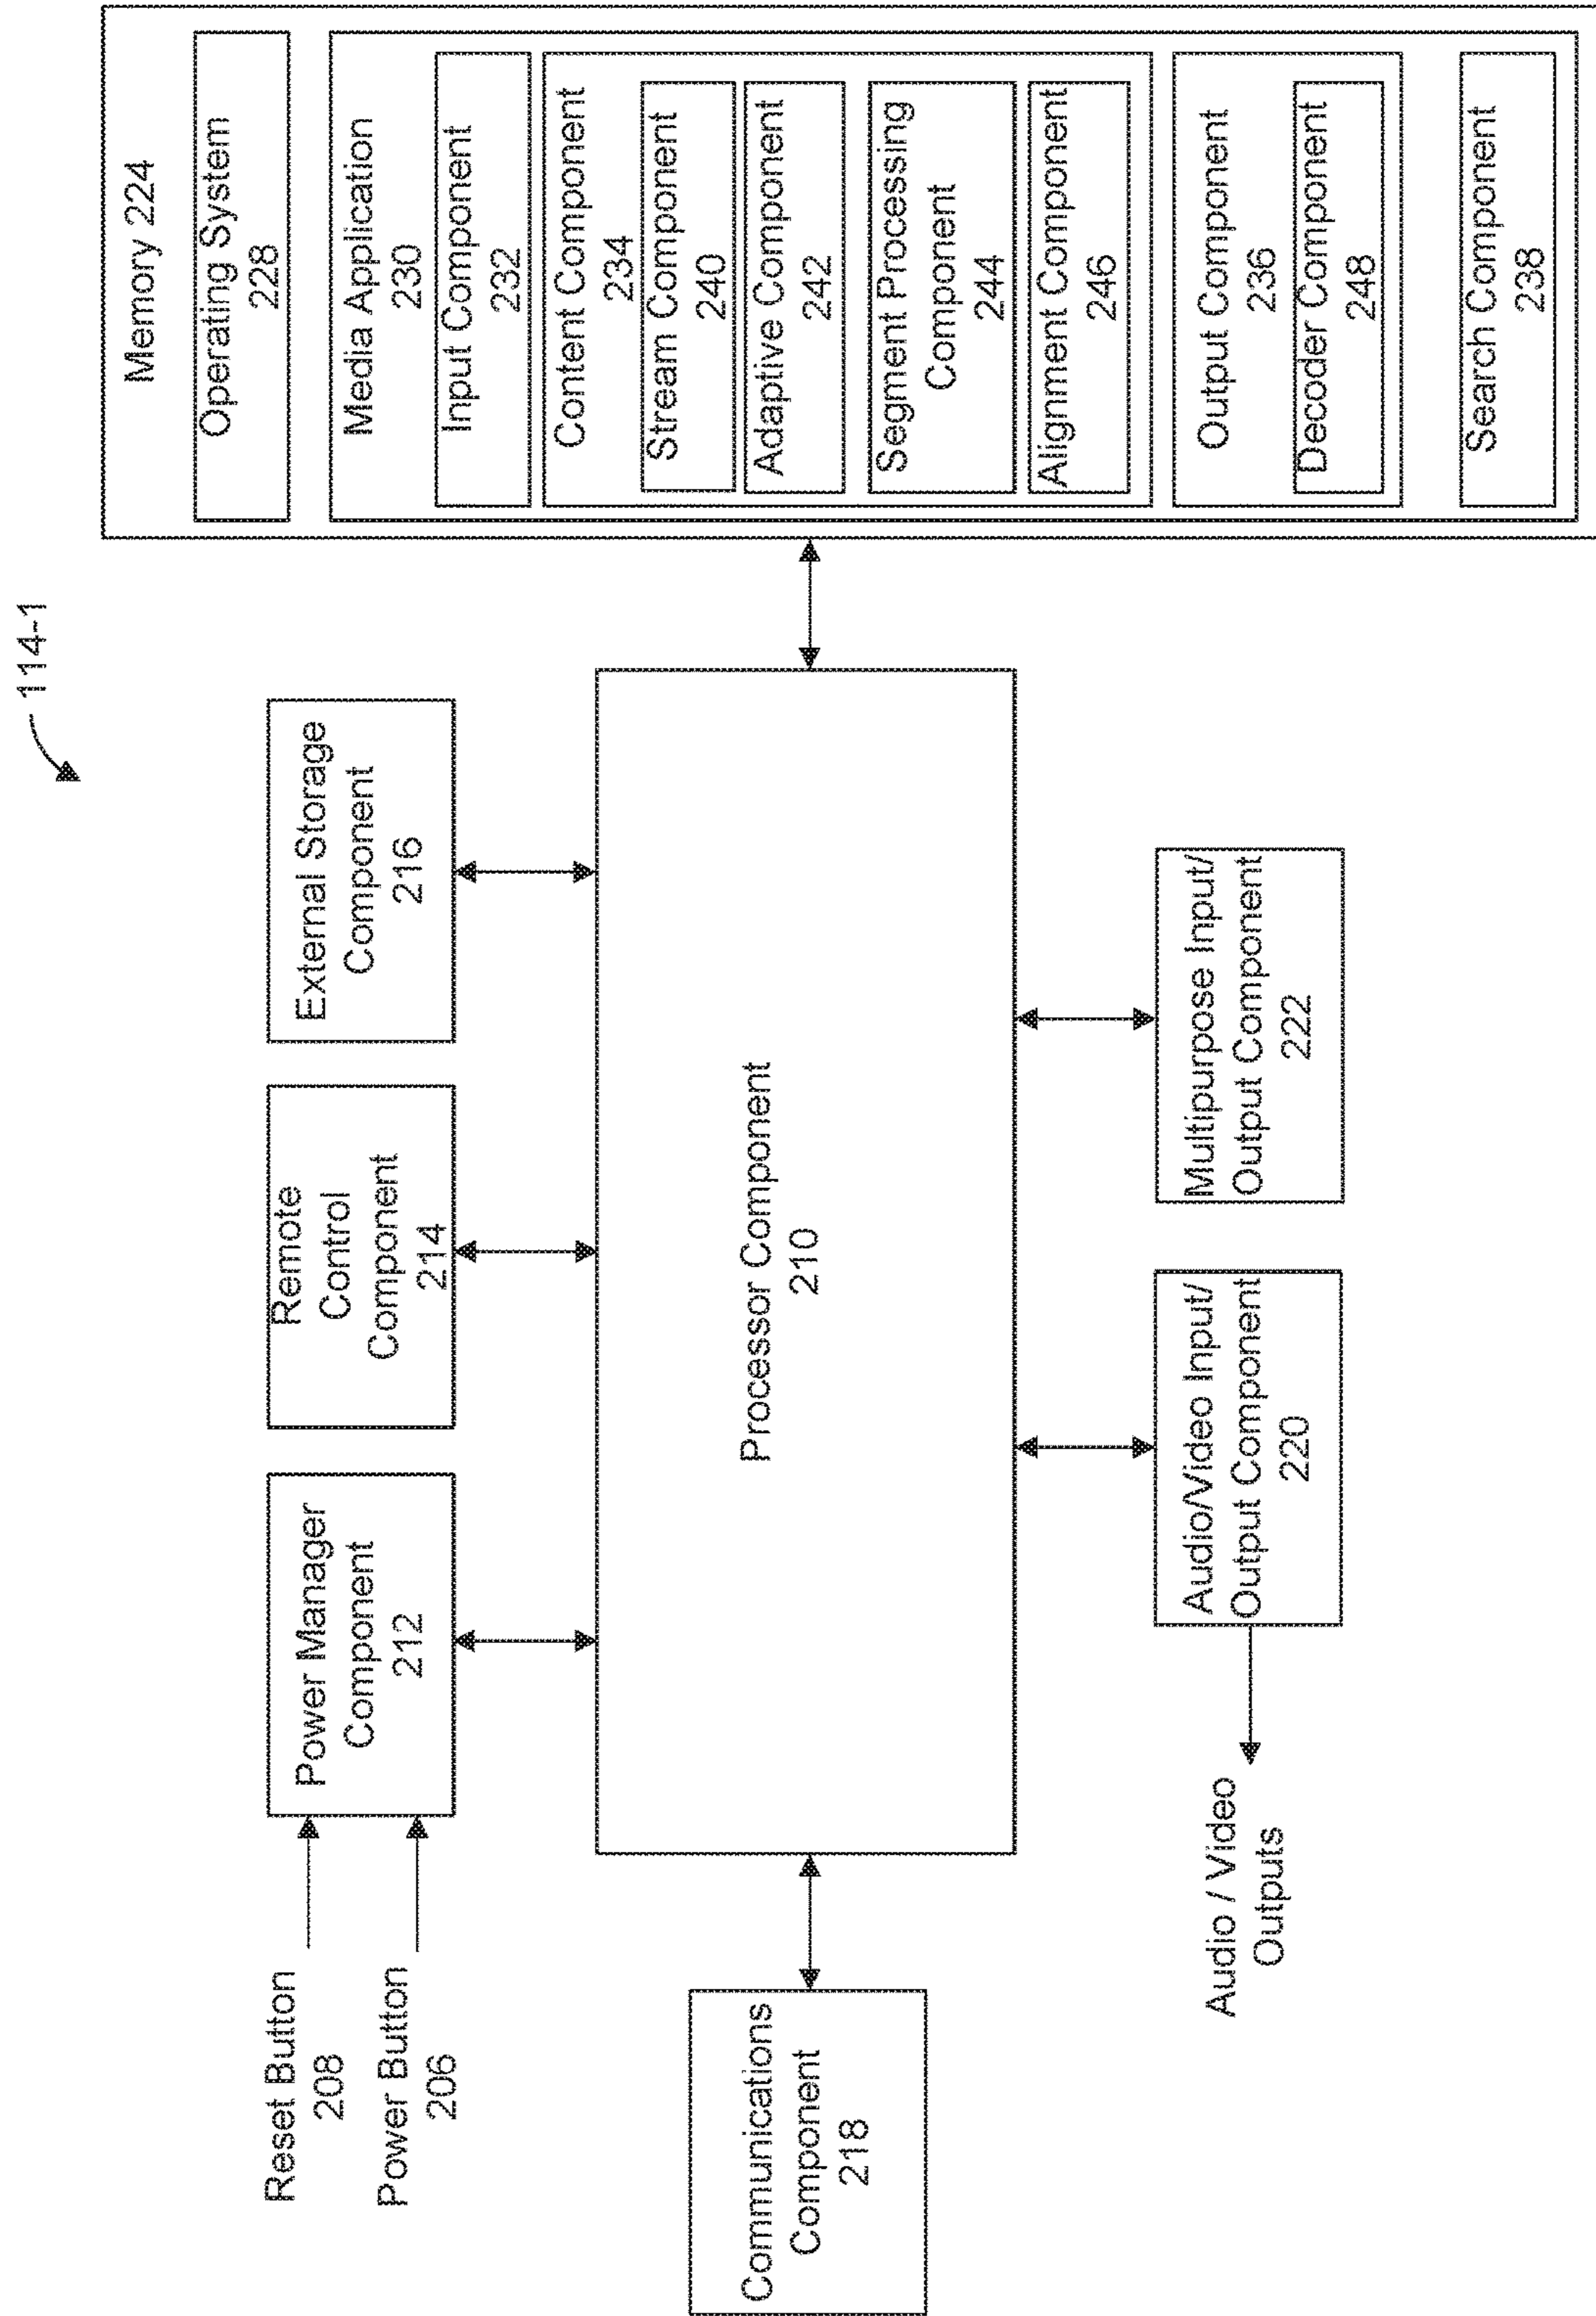 114-1
Reset Button
208
Power Button
206
Power Manager
Component
212
Remote
Control
Component
214
External Storage
Component
216
Communications
Component
218
Processor Component
210
Audio / Video
Outputs
Audio/Video Input/
Output Component
220
Multipurpose Input/
Output Component
222
Memory 224
Operating System
228
Media Application
230
Input Component
232
Content Component
234
Stream Component
240
Adaptive Component
242
Segment Processing
Component
244
Alignment Component
246
Output Component
236
Decoder Component
248
Search Component
238